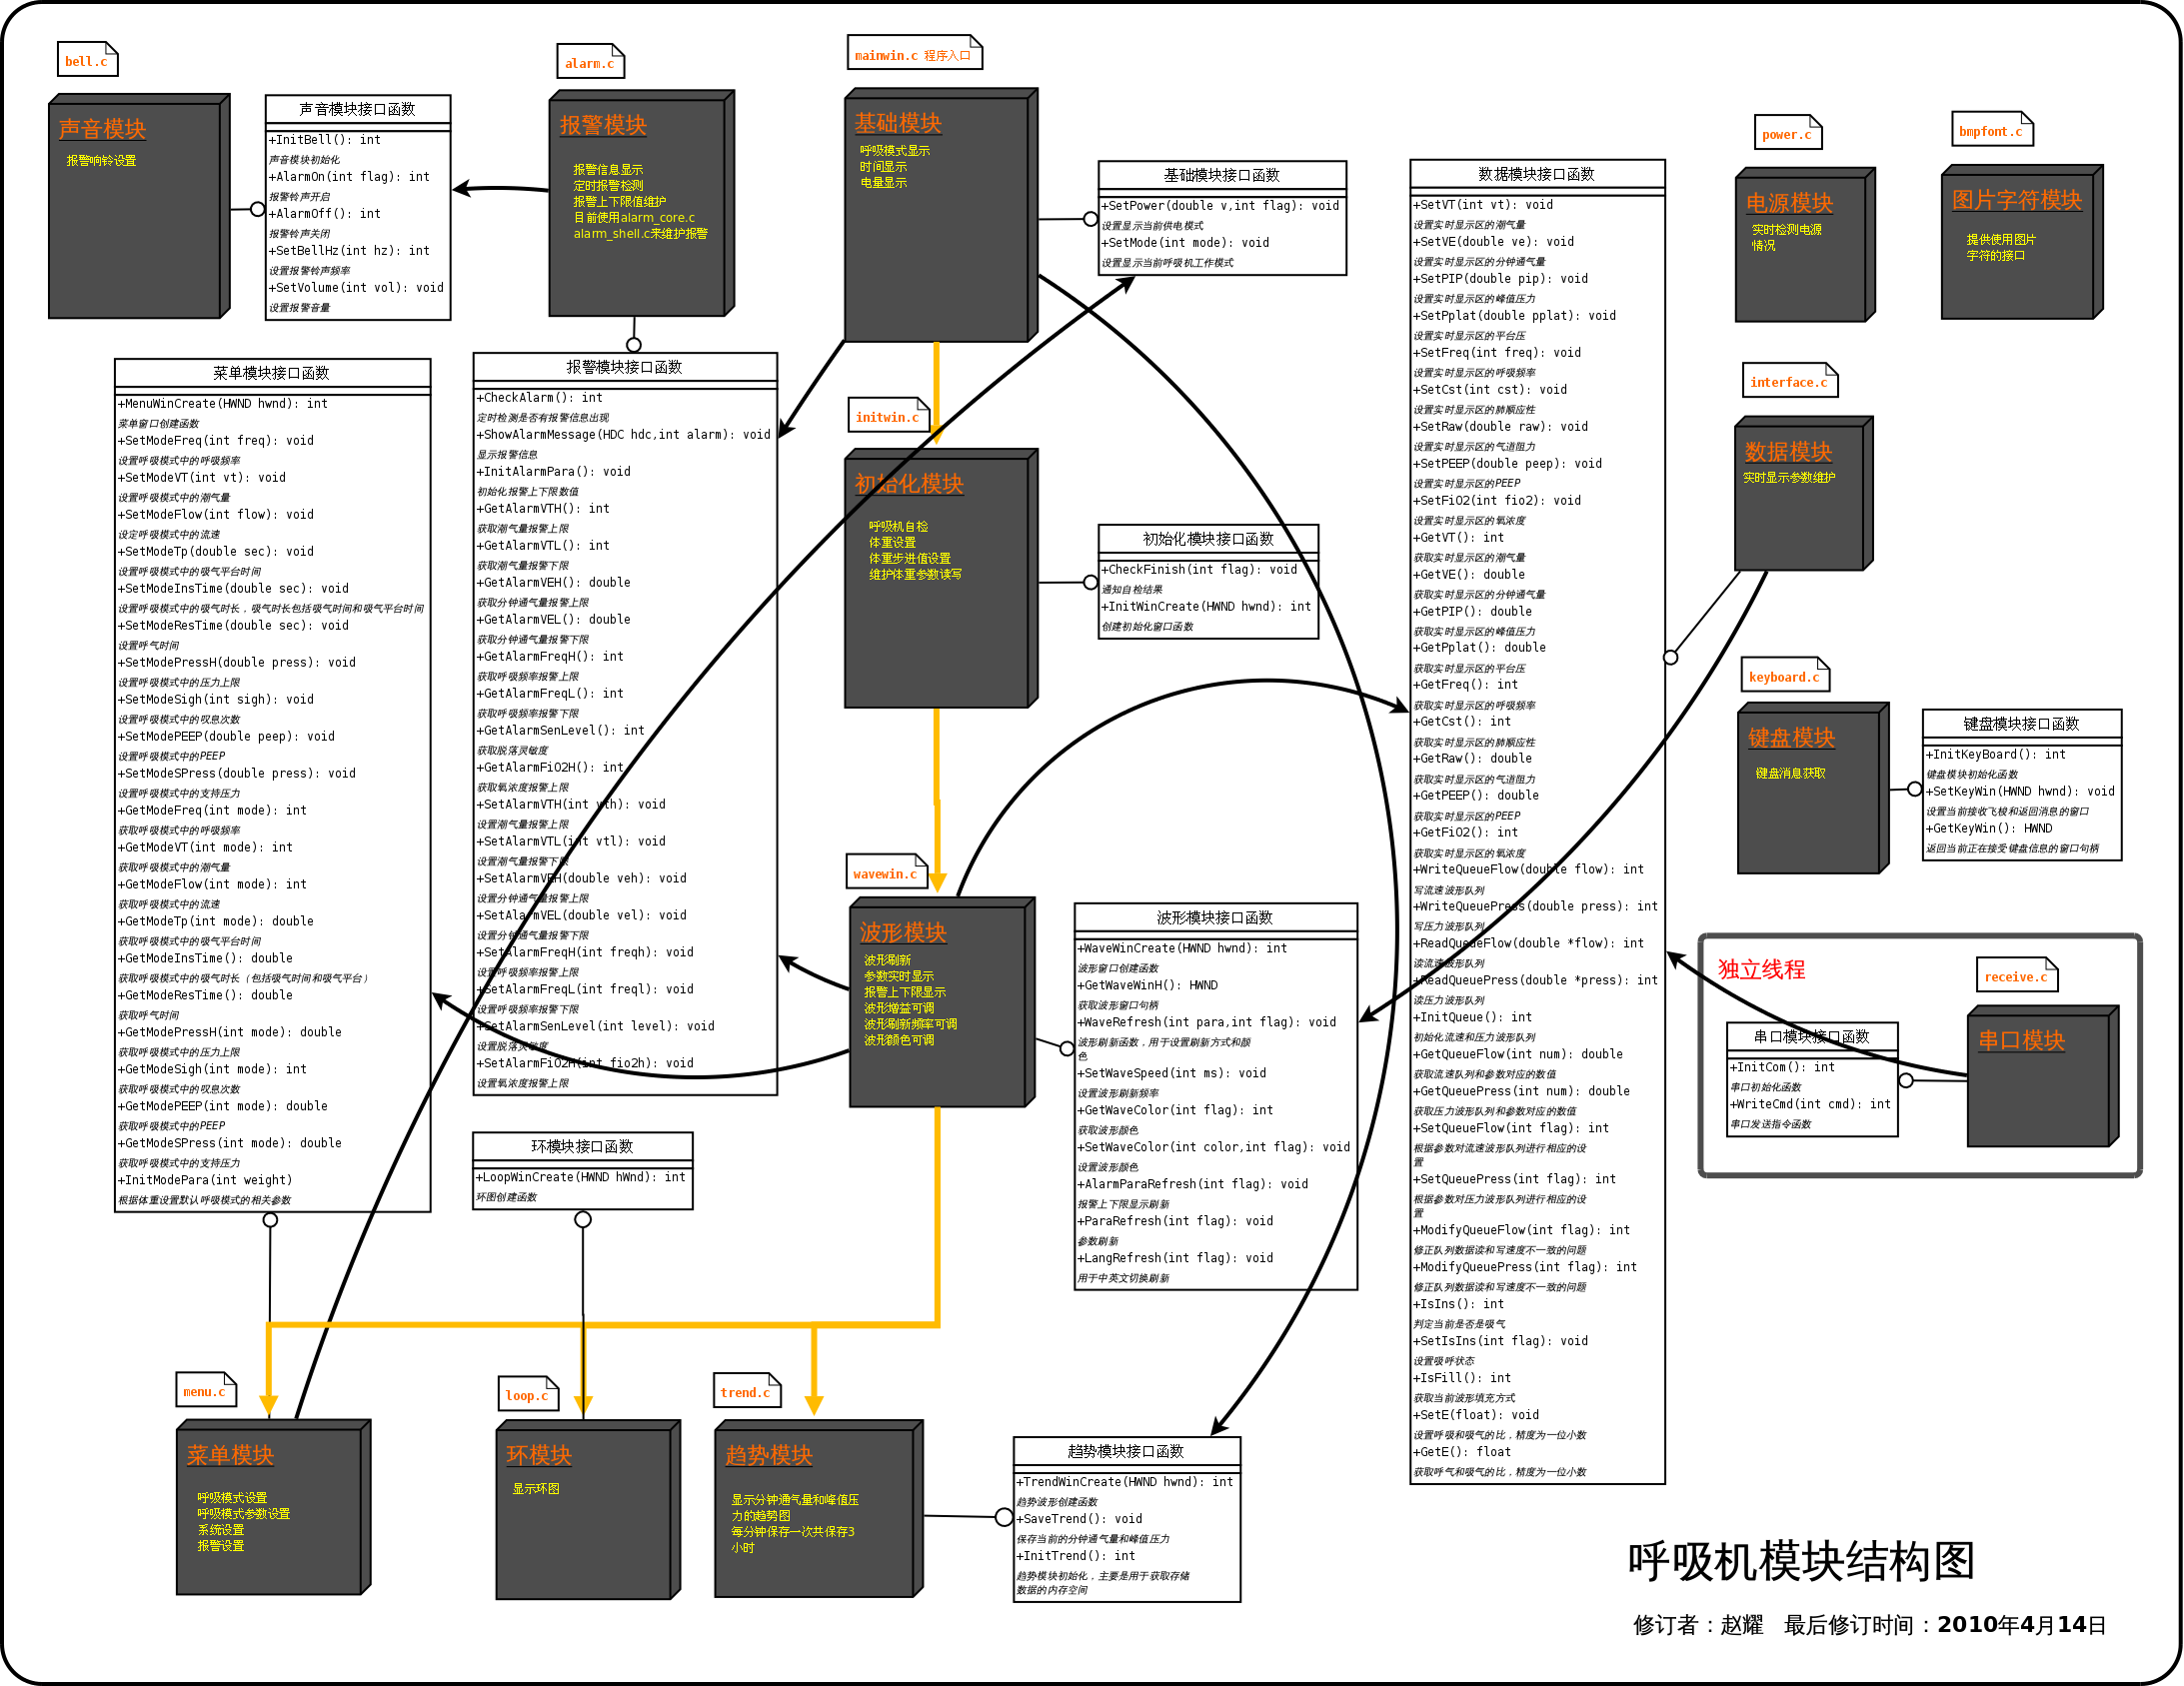 bell.c
声音模块
报警响铃设置
声音模块接口函数
+InitBell(): int
声音模块初始化
+AlarmOn(int flag): int
报警铃声开启
+AlarmOff(): int
报警铃声关闭
+SetBellHz(int hz): int
设置报警铃声频率
+SetVolume(int vol): void
设置报警音量
alarm.c
报警模块
报警信息显示
定时报警检测
报警上下限值维护
目前使用alarm_core.c
alarm_shell.c来维护报警
mainwin.c 程序入口
基础模块
呼吸模式显示
时间显示
电量显示
基础模块接口函数
+SetPower(double v,int flag): void
设置显示当前供电模式
+SetMode(int mode): void
设置显示当前呼吸机工作模式
数据模块接口函数
+SetVT(int vt): void
设置实时显示区的潮气量
+SetVE(double ve): void
设置实时显示区的分钟通气量
+SetPIP(double pip): void
设置实时显示区的峰值压力
+SetPplat(double pplat): void
设置实时显示区的平台压
+SetFreq(int freq): void
设置实时显示区的呼吸频率
+SetCst(int cst): void
设置实时显示区的肺顺应性
+SetRaw(double raw): void
设置实时显示区的气道阻力
+SetPEEP(double peep): void
设置实时显示区的PEEP
+SetFiO2(int fio2): void
设置实时显示区的氧浓度
+GetVT(): int
获取实时显示区的潮气量
+GetVE(): double
获取实时显示区的分钟通气量
+GetPIP(): double
获取实时显示区的峰值压力
+GetPplat(): double
获取实时显示区的平台压
+GetFreq(): int
获取实时显示区的呼吸频率
+GetCst(): int
获取实时显示区的肺顺应性
+GetRaw(): double
获取实时显示区的气道阻力
+GetPEEP(): double
获取实时显示区的PEEP
+GetFiO2(): int
获取实时显示区的氧浓度
+WriteQueueFlow(double flow): int
写流速波形队列
+WriteQueuePress(double press): int
写压力波形队列
+ReadQueueFlow(double *flow): int
读流速波形队列
+ReadQueuePress(double *press): int
读压力波形队列
+InitQueue(): int
初始化流速和压力波形队列
+GetQueueFlow(int num): double
获取流速队列和参数对应的数值
+GetQueuePress(int num): double
获取压力波形队列和参数对应的数值
+SetQueueFlow(int flag): int
根据参数对流速波形队列进行相应的设
置
+SetQueuePress(int flag): int
根据参数对压力波形队列进行相应的设
置
+ModifyQueueFlow(int flag): int
修正队列数据读和写速度不一致的问题
+ModifyQueuePress(int flag): int
修正队列数据读和写速度不一致的问题
+IsIns(): int
判定当前是否是吸气
+SetIsIns(int flag): void
设置吸呼状态
+IsFill(): int
获取当前波形填充方式
+SetE(float): void
设置呼吸和吸气的比，精度为一位小数
+GetE(): float
获取呼气和吸气的比，精度为一位小数
power.c
电源模块
实时检测电源
情况
bmpfont.c
图片字符模块
提供使用图片
字符的接口
interface.c
数据模块
实时显示参数维护
keyboard.c
键盘模块
键盘消息获取
键盘模块接口函数
+InitKeyBoard(): int
键盘模块初始化函数
+SetKeyWin(HWND hwnd): void
设置当前接收飞梭和返回消息的窗口
+GetKeyWin(): HWND
返回当前正在接受键盘信息的窗口句柄
独立线程
receive.c
串口模块
串口模块接口函数
+InitCom(): int
串口初始化函数
+WriteCmd(int cmd): int
串口发送指令函数
菜单模块接口函数
+MenuWinCreate(HWND hwnd): int
菜单窗口创建函数
+SetModeFreq(int freq): void
设置呼吸模式中的呼吸频率
+SetModeVT(int vt): void
设置呼吸模式中的潮气量
+SetModeFlow(int flow): void
设定呼吸模式中的流速
+SetModeTp(double sec): void
设置呼吸模式中的吸气平台时间
+SetModeInsTime(double sec): void
设置呼吸模式中的吸气时长，吸气时长包括吸气时间和吸气平台时间
+SetModeResTime(double sec): void
设置呼气时间
+SetModePressH(double press): void
设置呼吸模式中的压力上限
+SetModeSigh(int sigh): void
设置呼吸模式中的叹息次数
+SetModePEEP(double peep): void
设置呼吸模式中的PEEP
+SetModeSPress(double press): void
设置呼吸模式中的支持压力
+GetModeFreq(int mode): int
获取呼吸模式中的呼吸频率
+GetModeVT(int mode): int
获取呼吸模式中的潮气量
+GetModeFlow(int mode): int
获取呼吸模式中的流速
+GetModeTp(int mode): double
获取呼吸模式中的吸气平台时间
+GetModeInsTime(): double
获取呼吸模式中的吸气时长（包括吸气时间和吸气平台）
+GetModeResTime(): double
获取呼气时间
+GetModePressH(int mode): double
获取呼吸模式中的压力上限
+GetModeSigh(int mode): int
获取呼吸模式中的叹息次数
+GetModePEEP(int mode): double
获取呼吸模式中的PEEP
+GetModeSPress(int mode): double
获取呼吸模式中的支持压力
+InitModePara(int weight)
根据体重设置默认呼吸模式的相关参数
报警模块接口函数
+CheckAlarm(): int
定时检测是否有报警信息出现
+ShowAlarmMessage(HDC hdc,int alarm): void
显示报警信息
+InitAlarmPara(): void
初始化报警上下限数值
+GetAlarmVTH(): int
获取潮气量报警上限
+GetAlarmVTL(): int
获取潮气量报警下限
+GetAlarmVEH(): double
获取分钟通气量报警上限
+GetAlarmVEL(): double
获取分钟通气量报警下限
+GetAlarmFreqH(): int
获取呼吸频率报警上限
+GetAlarmFreqL(): int
获取呼吸频率报警下限
+GetAlarmSenLevel(): int
获取脱落灵敏度
+GetAlarmFiO2H(): int
获取氧浓度报警上限
+SetAlarmVTH(int vth): void
设置潮气量报警上限
+SetAlarmVTL(int vtl): void
设置潮气量报警下限
+SetAlarmVEH(double veh): void
设置分钟通气量报警上限
+SetAlarmVEL(double vel): void
设置分钟通气量报警下限
+SetAlarmFreqH(int freqh): void
设置呼吸频率报警上限
+SetAlarmFreqL(int freql): void
设置呼吸频率报警下限
+SetAlarmSenLevel(int level): void
设置脱落灵敏度
+SetAlarmFiO2H(int fio2h): void
设置氧浓度报警上限
initwin.c
初始化模块
呼吸机自检
体重设置
体重步进值设置
维护体重参数读写
初始化模块接口函数
+CheckFinish(int flag): void
通知自检结果
+InitWinCreate(HWND hwnd): int
创建初始化窗口函数
wavewin.c
波形模块
波形刷新
参数实时显示
报警上下限显示
波形增益可调
波形刷新频率可调
波形颜色可调
波形模块接口函数
+WaveWinCreate(HWND hwnd): int
波形窗口创建函数
+GetWaveWinH(): HWND
获取波形窗口句柄
+WaveRefresh(int para,int flag): void
波形刷新函数，用于设置刷新方式和颜
色
+SetWaveSpeed(int ms): void
设置波形刷新频率
+GetWaveColor(int flag): int
获取波形颜色
+SetWaveColor(int color,int flag): void
设置波形颜色
+AlarmParaRefresh(int flag): void
报警上下限显示刷新
+ParaRefresh(int flag): void
参数刷新
+LangRefresh(int flag): void
用于中英文切换刷新
环模块接口函数
+LoopWinCreate(HWND hWnd): int
环图创建函数
menu.c
菜单模块
呼吸模式设置
呼吸模式参数设置
系统设置
报警设置
loop.c
环模块
显示环图
trend.c
趋势模块
显示分钟通气量和峰值压
力的趋势图
每分钟保存一次共保存3
小时
趋势模块接口函数
+TrendWinCreate(HWND hwnd): int
趋势波形创建函数
+SaveTrend(): void
保存当前的分钟通气量和峰值压力
+InitTrend(): int
趋势模块初始化，主要是用于获取存储
数据的内存空间
呼吸机模块结构图
修订者：赵耀 最后修订时间：2010年4月14日